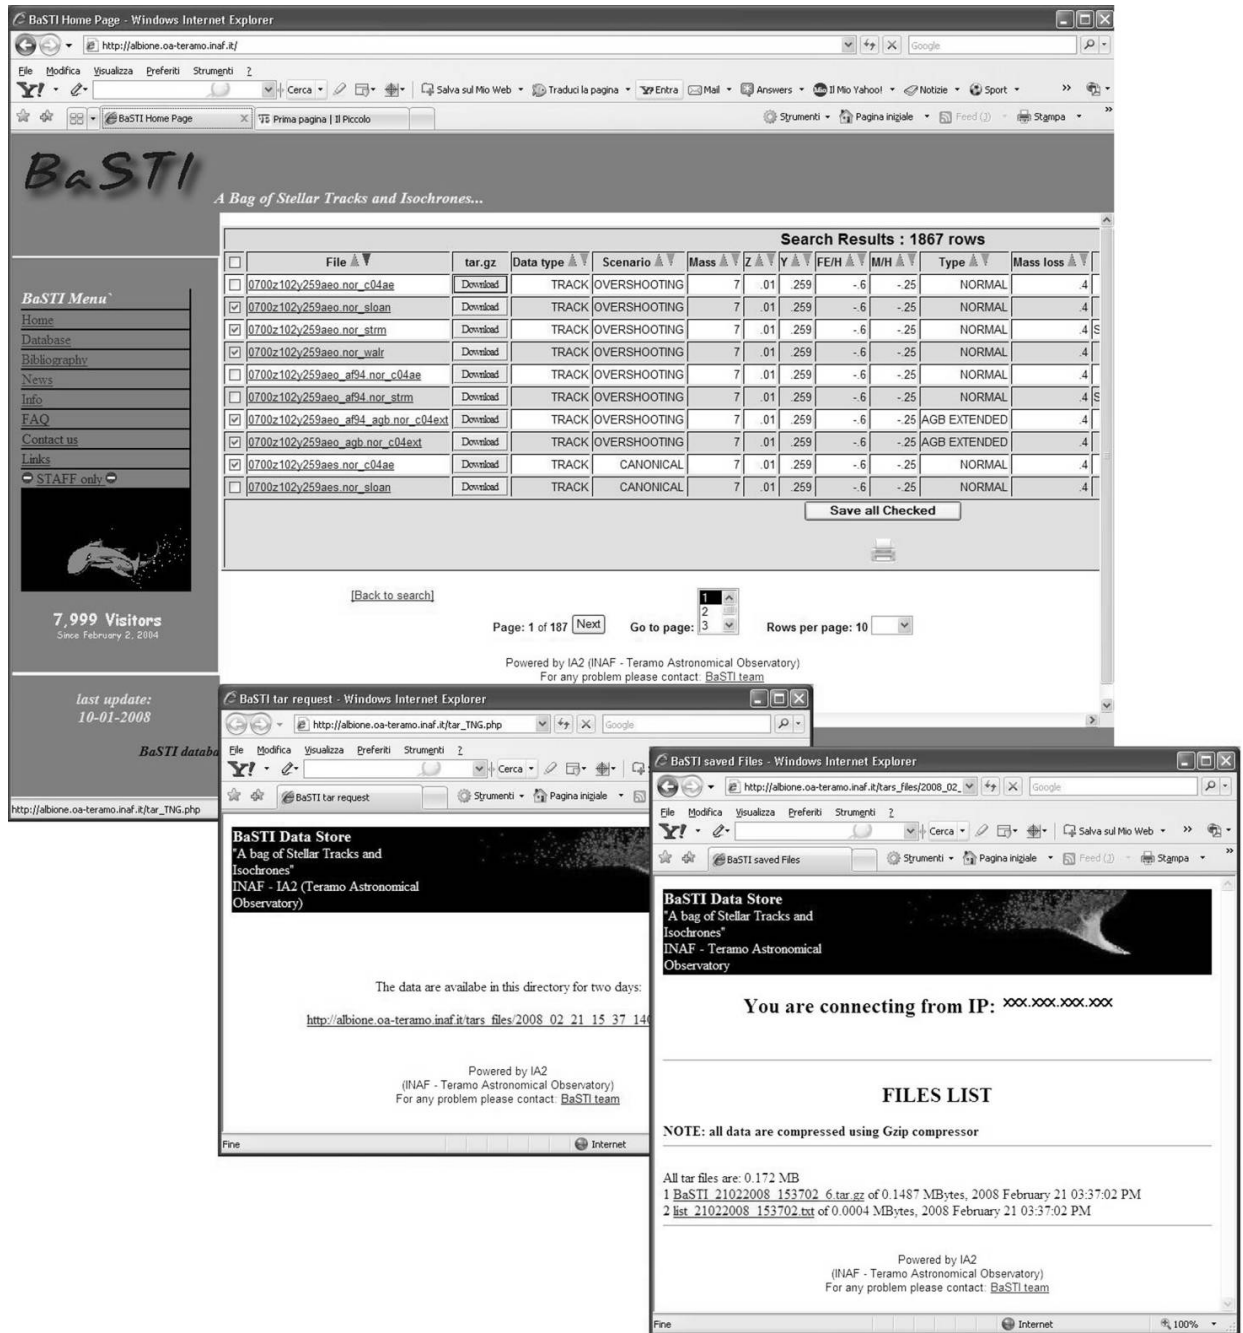 BaSTI Home Page - Windows Internet Explorer
http://albione.oa-teramo.inaf.it/
Google
File Modifica Visualizza Preferiti Strumenti ?
Y! Cerca Salva sul Mio Web Traduci la pagina Entra Mail Answers Il Mio Yahoo! Notizie Sport »
BaSTI Home Page X Prima pagina | Il Piccolo Strumenti Pagina iniziale Feed (J) Stampa »
BaSTI
A Bag of Stellar Tracks and Isochrones...
BaSTI Menu`
Home
Database
Bibliography
News
Info
FAQ
Contact us
Links
STAFF only
7,999 Visitors
Since February 2, 2004
last update:
10-01-2008
BaSTI databa
Search Results : 1867 rows
File tar.gz Data type Scenario Mass Z Y FE/H M/H Type Mass loss
0700z102y259aeo.nor_c04ae Download TRACK OVERSHOOTING 7 .01 .259 -.6 -.25 NORMAL .4
0700z102y259aeo.nor_sloan Download TRACK OVERSHOOTING 7 .01 .259 -.6 -.25 NORMAL .4
0700z102y259aeo.nor_strm Download TRACK OVERSHOOTING 7 .01 .259 -.6 -.25 NORMAL .4 S
0700z102y259aeo.nor_walr Download TRACK OVERSHOOTING 7 .01 .259 -.6 -.25 NORMAL .4
0700z102y259aeo_af94.nor_c04ae Download TRACK OVERSHOOTING 7 .01 .259 -.6 -.25 NORMAL .4
0700z102y259aeo_af94.nor_strm Download TRACK OVERSHOOTING 7 .01 .259 -.6 -.25 NORMAL .4 S
0700z102y259aeo_af94_agb.nor_c04ext Download TRACK OVERSHOOTING 7 .01 .259 -.6 -.25 AGB EXTENDED .4
0700z102y259aeo_agb.nor_c04ext Download TRACK OVERSHOOTING 7 .01 .259 -.6 -.25 AGB EXTENDED .4
0700z102y259aes.nor_c04ae Download TRACK CANONICAL 7 .01 .259 -.6 -.25 NORMAL .4
0700z102y259aes.nor_sloan Download TRACK CANONICAL 7 .01 .259 -.6 -.25 NORMAL .4
Save all Checked
[Back to search]
Page: 1 of 187 Next Go to page: 1 2 3 Rows per page: 10
Powered by IA2 (INAF - Teramo Astronomical Observatory)
For any problem please contact: BaSTI team
http://albione.oa-teramo.inaf.it/tar_TNG.php
BaSTI tar request - Windows Internet Explorer
http://albione.oa-teramo.inaf.it/tar_TNG.php
Google
File Modifica Visualizza Preferiti Strumenti ?
Y! Cerca
BaSTI tar request Strumenti Pagina iniziale
BaSTI Data Store
"A bag of Stellar Tracks and
Isochrones"
INAF - IA2 (Teramo Astronomical
Observatory)
The data are availabe in this directory for two days:
http://albione.oa-teramo.inaf.it/tars_files/2008_02_21_15_37_140
Powered by IA2
(INAF - Teramo Astronomical Observatory)
For any problem please contact: BaSTI team
Fine Internet
BaSTI saved Files - Windows Internet Explorer
http://albione.oa-teramo.inaf.it/tars_files/2008_02_
Google
File Modifica Visualizza Preferiti Strumenti ?
Y! Cerca Salva sul Mio Web »
BaSTI saved Files Strumenti Pagina iniziale Feed (J) Stampa »
BaSTI Data Store
"A bag of Stellar Tracks and
Isochrones"
INAF - Teramo Astronomical
Observatory
You are connecting from IP: xxx.xxx.xxx.xxx
FILES LIST
NOTE: all data are compressed using Gzip compressor
All tar files are: 0.172 MB
1 BaSTI_21022008_153702_6.tar.gz of 0.1487 MBytes, 2008 February 21 03:37:02 PM
2 list_21022008_153702.txt of 0.0004 MBytes, 2008 February 21 03:37:02 PM
Powered by IA2
(INAF - Teramo Astronomical Observatory)
For any problem please contact: BaSTI team
Fine Internet 100%